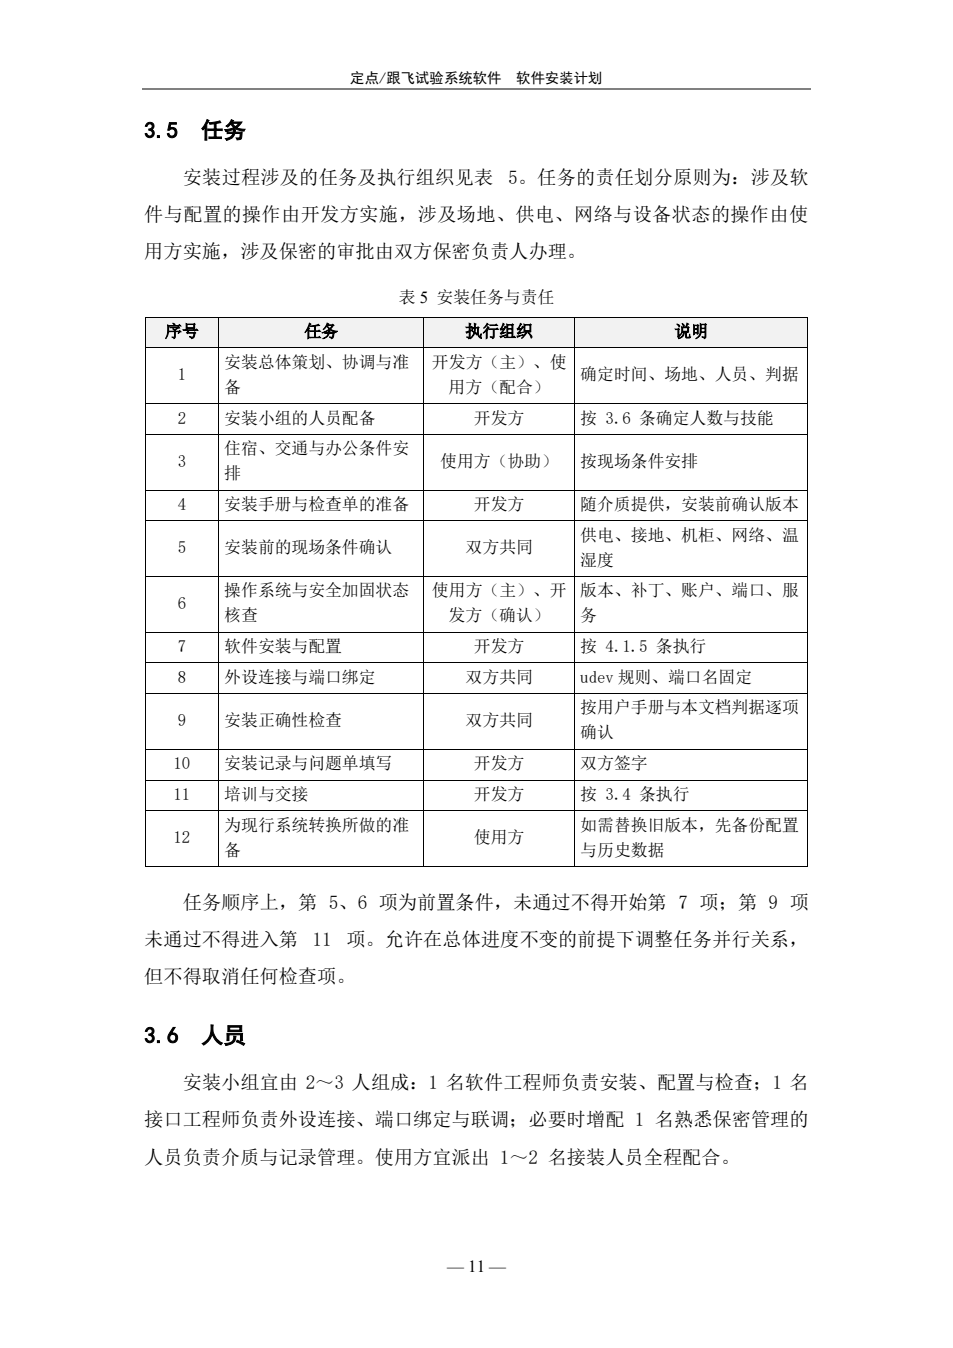 定点/跟飞试验系统软件　软件安装计划
3.5　任务
安装过程涉及的任务及执行组织见表 5。任务的责任划分原则为：涉及软
件与配置的操作由开发方实施，涉及场地、供电、网络与设备状态的操作由使
用方实施，涉及保密的审批由双方保密负责人办理。
表 5 安装任务与责任
序号 任务 执行组织 说明
1 安装总体策划、协调与准备 开发方（主）、使用方（配合） 确定时间、场地、人员、判据
2 安装小组的人员配备 开发方 按 3.6 条确定人数与技能
3 住宿、交通与办公条件安排 使用方（协助） 按现场条件安排
4 安装手册与检查单的准备 开发方 随介质提供，安装前确认版本
5 安装前的现场条件确认 双方共同 供电、接地、机柜、网络、温湿度
6 操作系统与安全加固状态核查 使用方（主）、开发方（确认） 版本、补丁、账户、端口、服务
7 软件安装与配置 开发方 按 4.1.5 条执行
8 外设连接与端口绑定 双方共同 udev 规则、端口名固定
9 安装正确性检查 双方共同 按用户手册与本文档判据逐项确认
10 安装记录与问题单填写 开发方 双方签字
11 培训与交接 开发方 按 3.4 条执行
12 为现行系统转换所做的准备 使用方 如需替换旧版本，先备份配置与历史数据
任务顺序上，第 5、6 项为前置条件，未通过不得开始第 7 项；第 9 项
未通过不得进入第 11 项。允许在总体进度不变的前提下调整任务并行关系，
但不得取消任何检查项。
3.6　人员
安装小组宜由 2～3 人组成：1 名软件工程师负责安装、配置与检查；1 名
接口工程师负责外设连接、端口绑定与联调；必要时增配 1 名熟悉保密管理的
人员负责介质与记录管理。使用方宜派出 1～2 名接装人员全程配合。
— 11 —